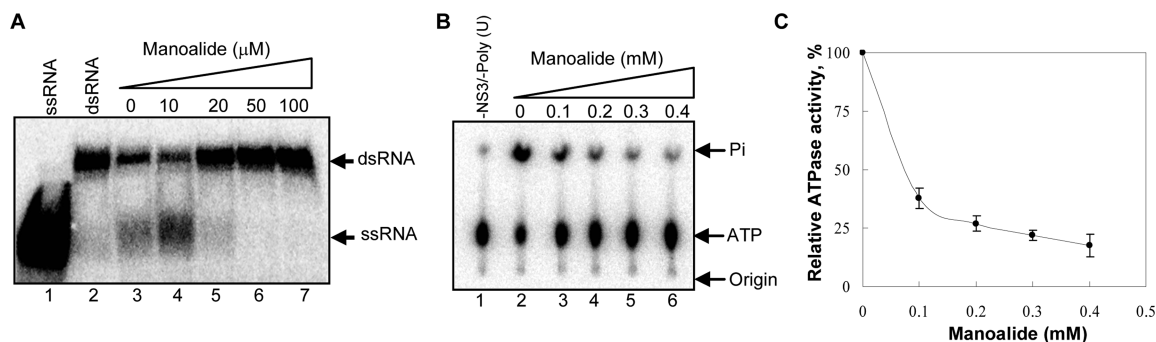 A
Manoalide (μM)
ssRNA
dsRNA
0 10 20 50 100
dsRNA
ssRNA
1 2 3 4 5 6 7
B
-NS3/-Poly (U)
Manoalide (mM)
0 0.1 0.2 0.3 0.4
Pi
ATP
Origin
1 2 3 4 5 6
C
Relative ATPase activity, %
100
75
50
25
0
0 0.1 0.2 0.3 0.4 0.5
Manoalide (mM)